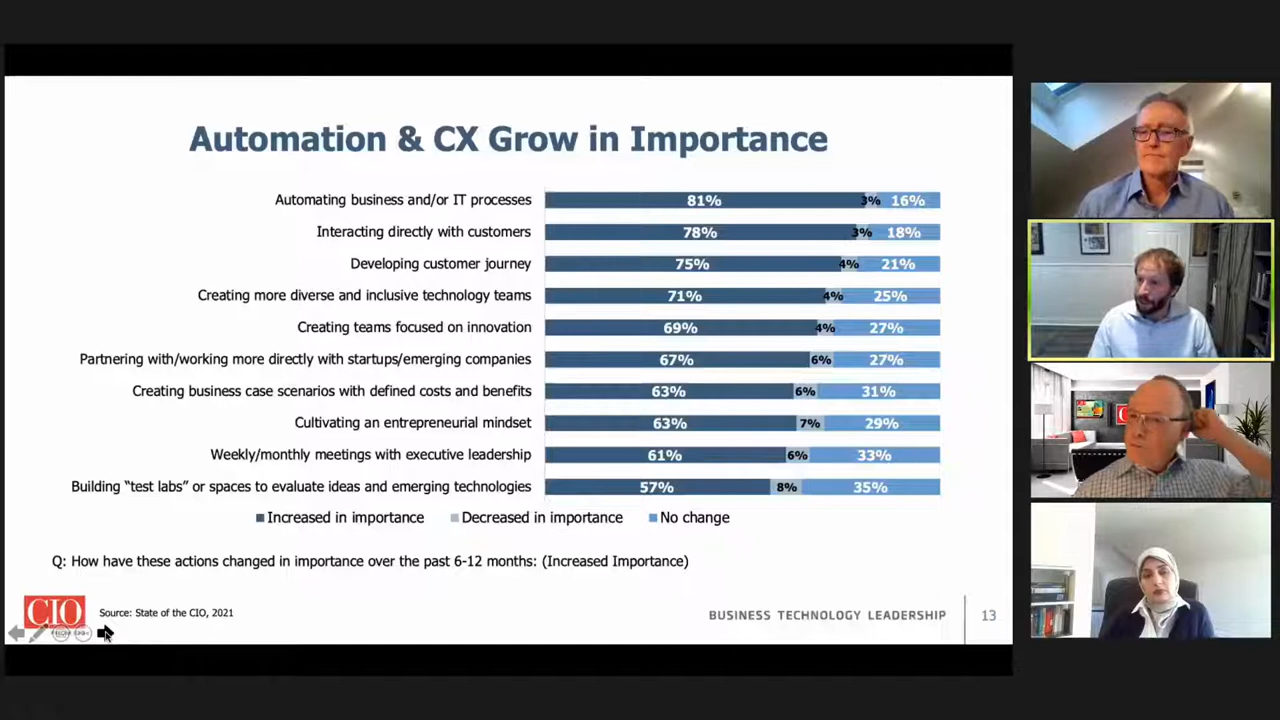 Automation & CX Grow in Importance
Automating business and/or IT processes 81% 3% 16%
Interacting directly with customers 78% 3% 18%
Developing customer journey 75% 4% 21%
Creating more diverse and inclusive technology teams 71% 4% 25%
Creating teams focused on innovation 69% 4% 27%
Partnering with/working more directly with startups/emerging companies 67% 6% 27%
Creating business case scenarios with defined costs and benefits 63% 6% 31%
Cultivating an entrepreneurial mindset 63% 7% 29%
Weekly/monthly meetings with executive leadership 61% 6% 33%
Building “test labs” or spaces to evaluate ideas and emerging technologies 57% 8% 35%
Increased in importance Decreased in importance No change
Q: How have these actions changed in importance over the past 6-12 months: (Increased Importance)
CIO
Source: State of the CIO, 2021
BUSINESS TECHNOLOGY LEADERSHIP 13